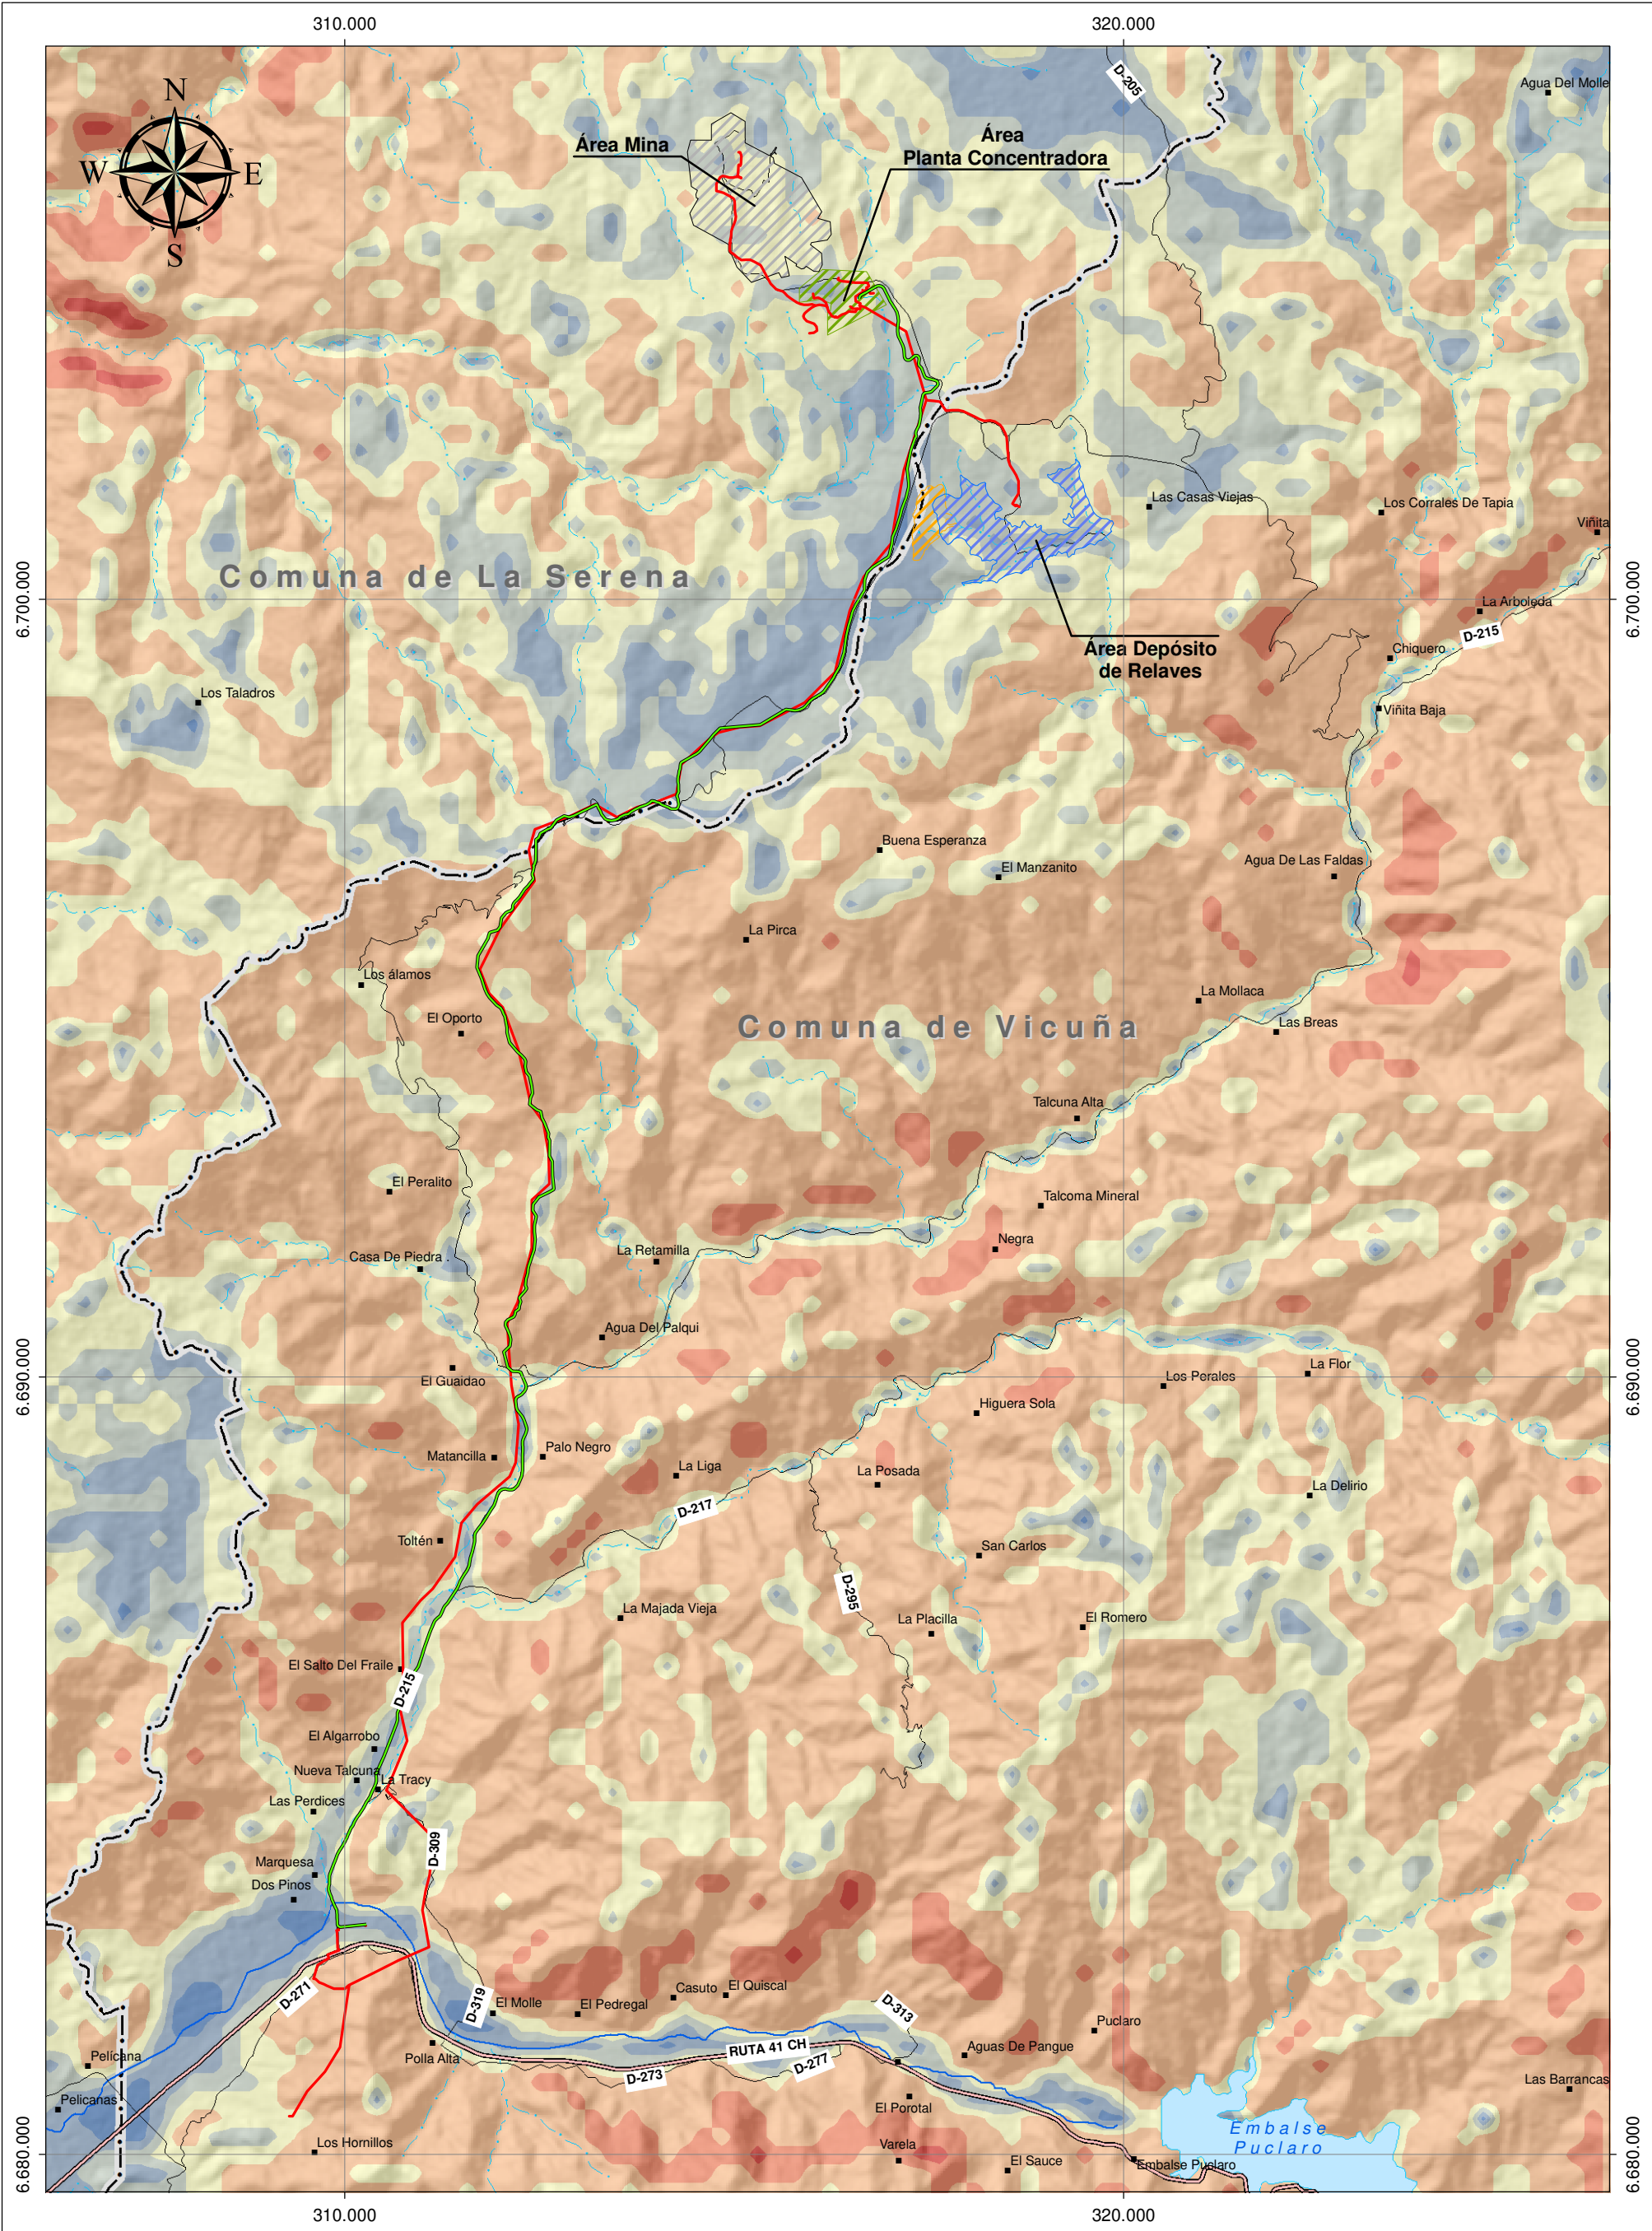 310.000
320.000
N
W
E
S
Área Mina
Área
Planta Concentradora
D-205
Agua Del Molle
Las Casas Viejas
Los Corrales De Tapia
Viñita
Comuna de La Serena
6.700.000
6.700.000
La Arboleda
D-215
Área Depósito
de Relaves
Chiquero
Los Taladros
Viñita Baja
Buena Esperanza
El Manzanito
Agua De Las Faldas
La Pirca
Los álamos
La Mollaca
El Oporto
Comuna de Vicuña
Las Breas
Talcuna Alta
El Peralito
Talcoma Mineral
Casa De Piedra
La Retamilla
Negra
Agua Del Palqui
6.690.000
6.690.000
El Guaidao
La Flor
Los Perales
Higuera Sola
Matancilla
Palo Negro
La Liga
La Posada
La Delirio
D-217
Toltén
San Carlos
D-295
La Majada Vieja
La Placilla
El Romero
El Salto Del Fraile
D-215
El Algarrobo
Nueva Talcuna
La Tracy
Las Perdices
D-309
Marquesa
Dos Pinos
D-271
D-319
El Molle
El Pedregal
Casuto
El Quiscal
D-313
Puclaro
Polla Alta
RUTA 41 CH
D-273
D-277
Aguas De Pangue
Pelícana
Pelicanas
El Porotal
Las Barrancas
Embalse
Puclaro
Los Hornillos
Varela
El Sauce
Embalse Puclaro
6.680.000
6.680.000
310.000
320.000